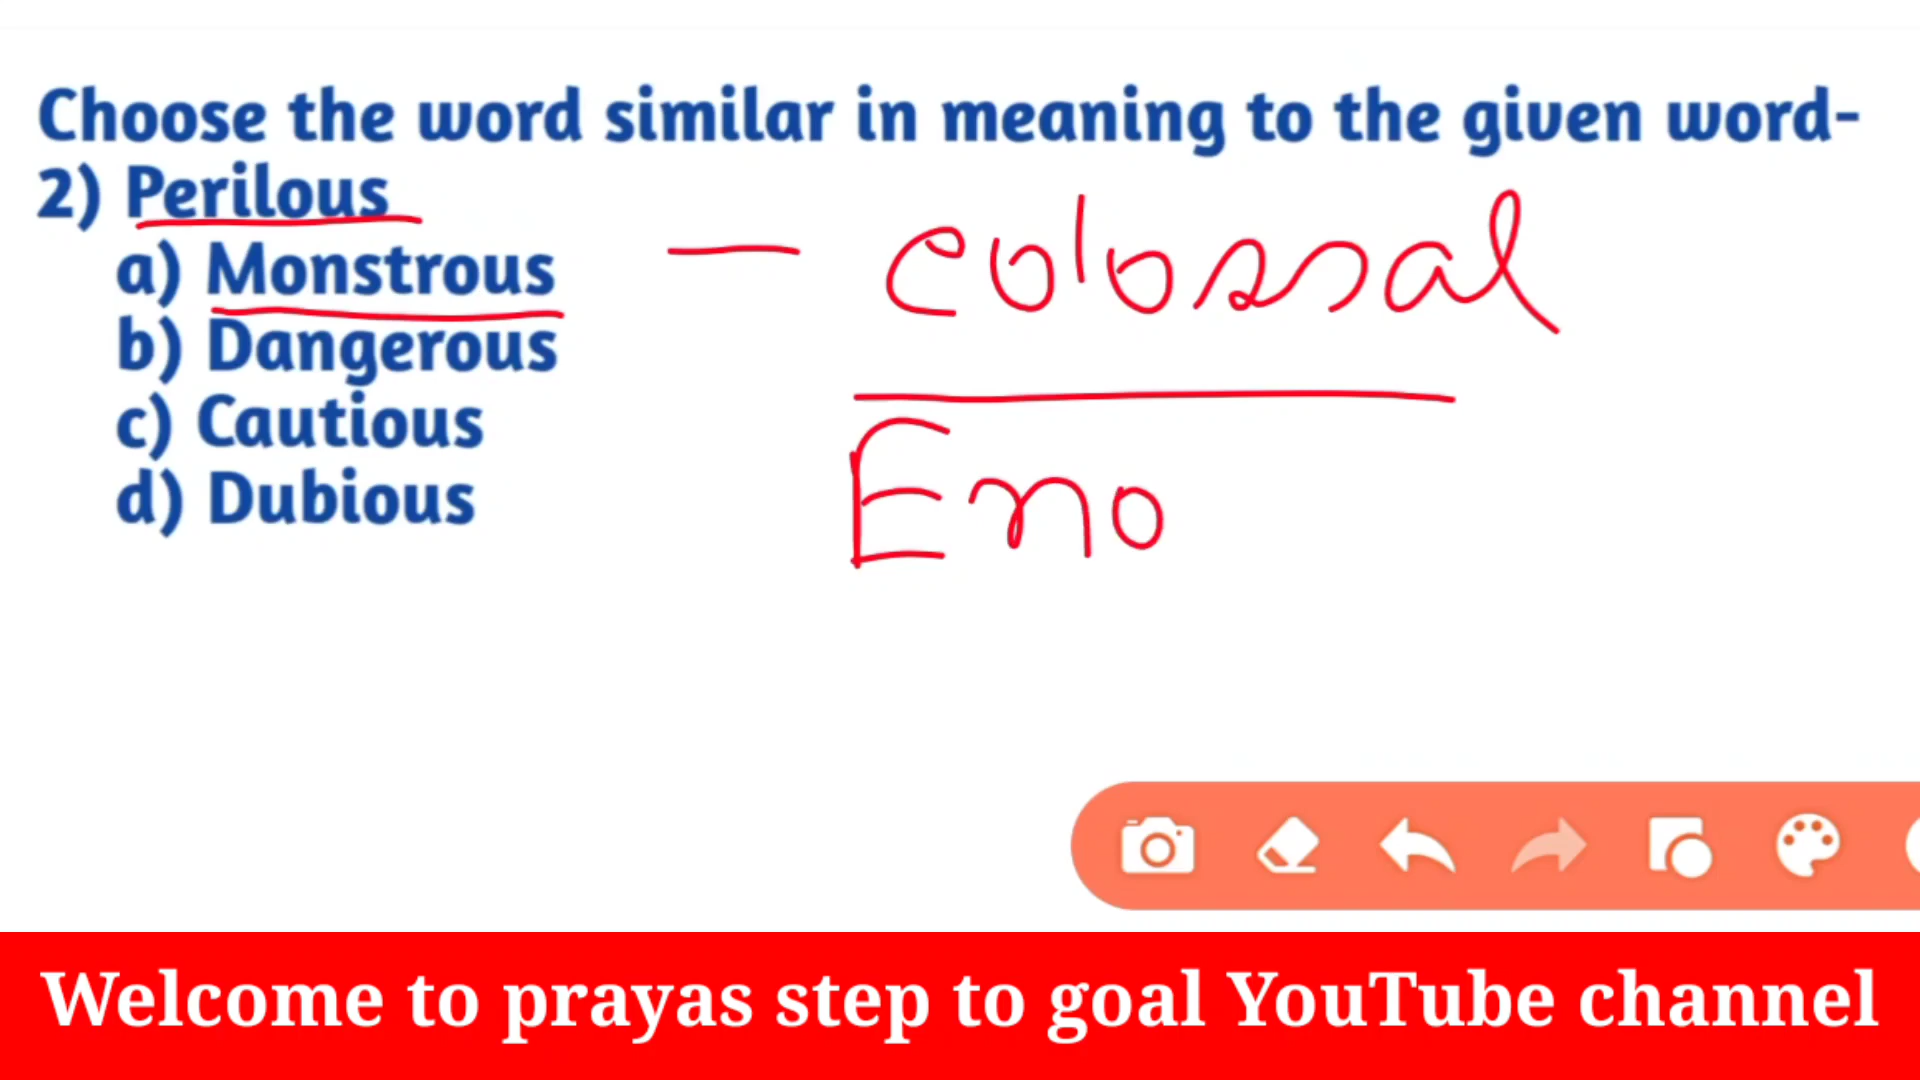 Choose the word similar in meaning to the given word-
2) Perilous
a) Monstrous — colossal
b) Dangerous
c) Cautious
d) Dubious
Eno
Welcome to prayas step to goal YouTube channel